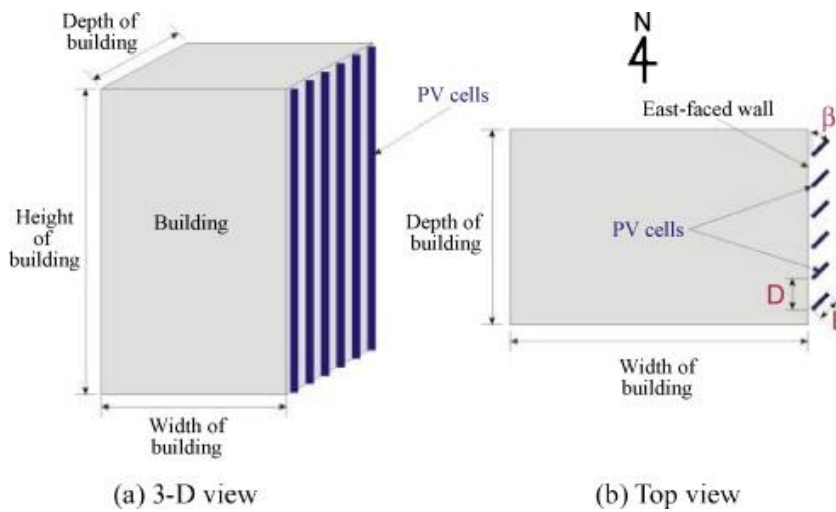 Depth of
building
PV cells
Height
of
building
Building
Width of
building
(a) 3-D view
N
East-faced wall
β
Depth of
building
PV cells
D
Width of
building
(b) Top view